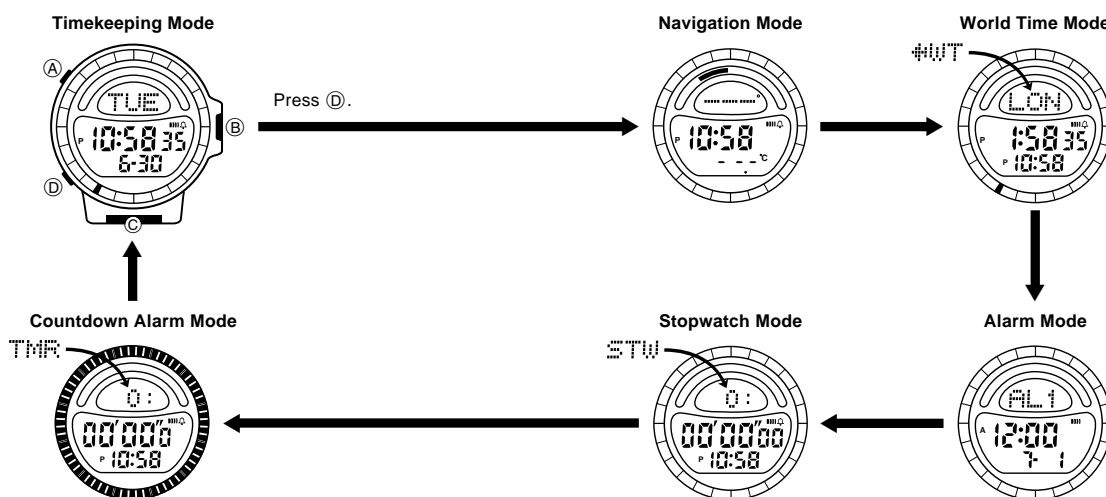 Timekeeping Mode
Navigation Mode
World Time Mode
Ⓐ
TUE
P 10:58 35
6-30
Ⓑ
Ⓓ
Ⓒ
Press Ⓓ.
-- -- --°
P 10:58
- - -.°C
WT
LON
P 1:58 35
P 10:58
Countdown Alarm Mode
Stopwatch Mode
Alarm Mode
TMR
0:
00'00"0
P 10:58
STW
0:
00'00"00
P 10:58
AL1
A 12:00
7- 1